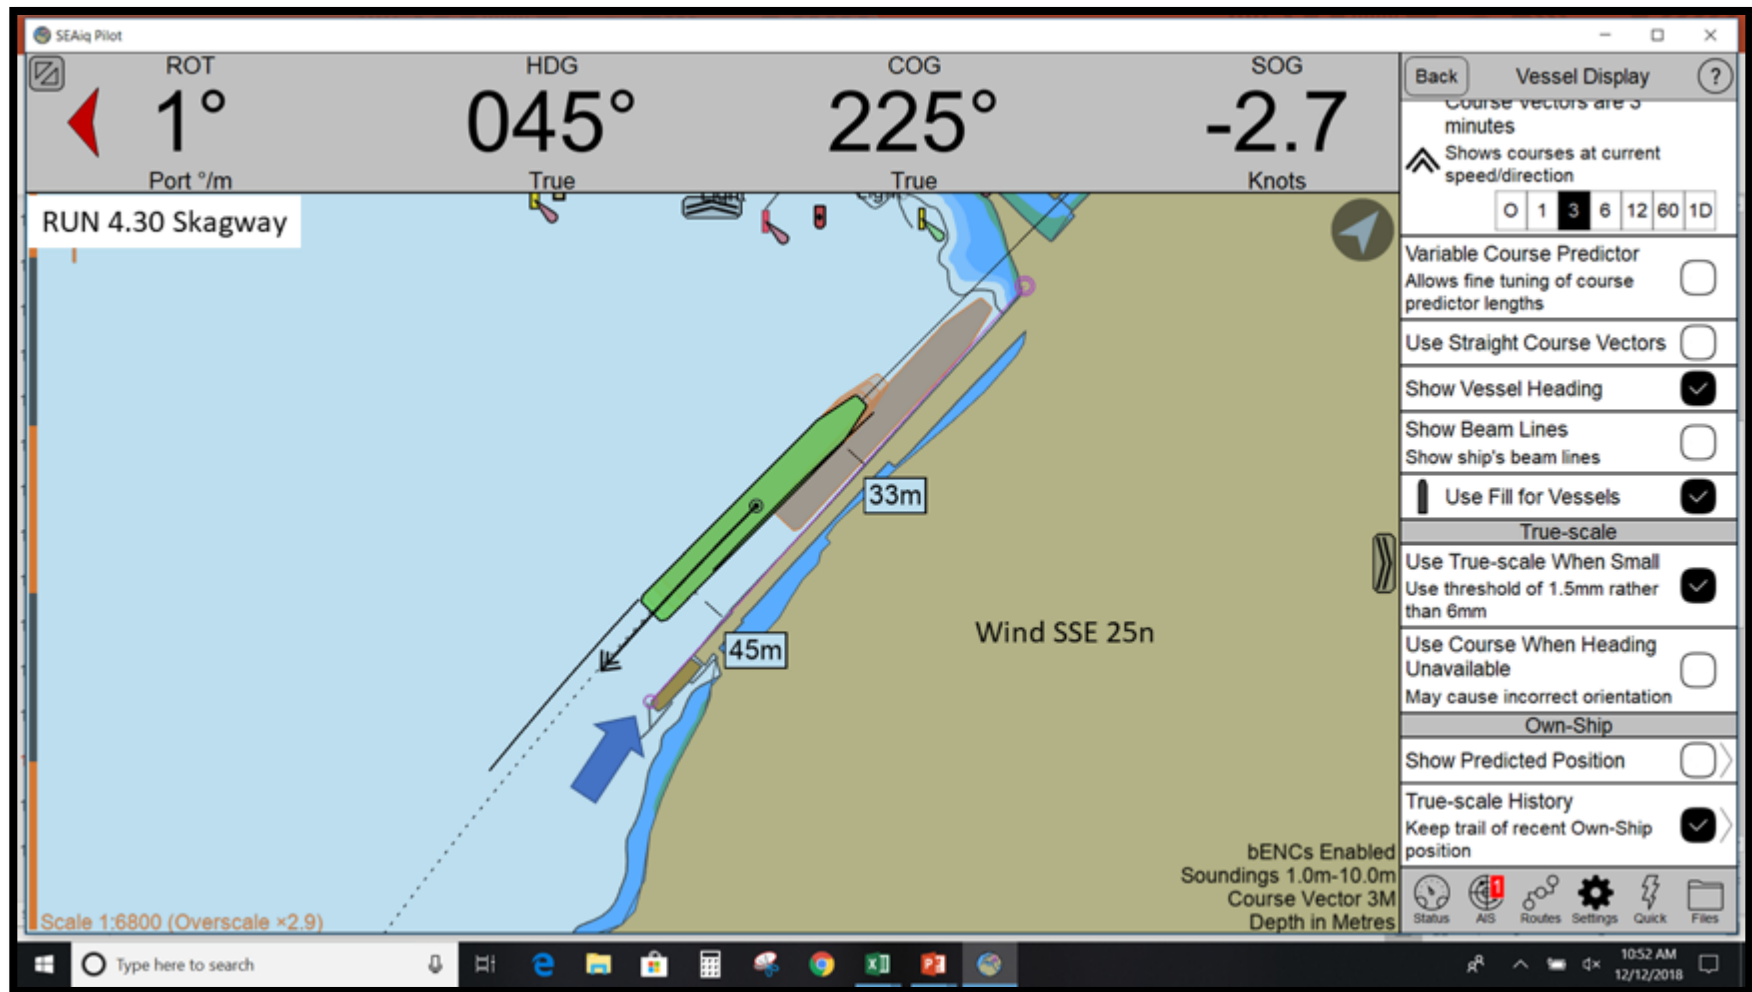 SEAiq Pilot
ROT
1°
Port °/m
HDG
045°
True
COG
225°
True
SOG
-2.7
Knots
RUN 4.30 Skagway
33m
45m
Wind SSE 25n
Scale 1:6800 (Overscale ×2.9)
bENCs Enabled
Soundings 1.0m-10.0m
Course Vector 3M
Depth in Metres
Back
Vessel Display
?
Course Vectors are 3
minutes
Shows courses at current
speed/direction
O 1 3 6 12 60 1D
Variable Course Predictor
Allows fine tuning of course
predictor lengths
Use Straight Course Vectors
Show Vessel Heading
Show Beam Lines
Show ship's beam lines
Use Fill for Vessels
True-scale
Use True-scale When Small
Use threshold of 1.5mm rather
than 6mm
Use Course When Heading
Unavailable
May cause incorrect orientation
Own-Ship
Show Predicted Position
True-scale History
Keep trail of recent Own-Ship
position
1
Status AIS Routes Settings Quick Files
Type here to search
10:52 AM
12/12/2018